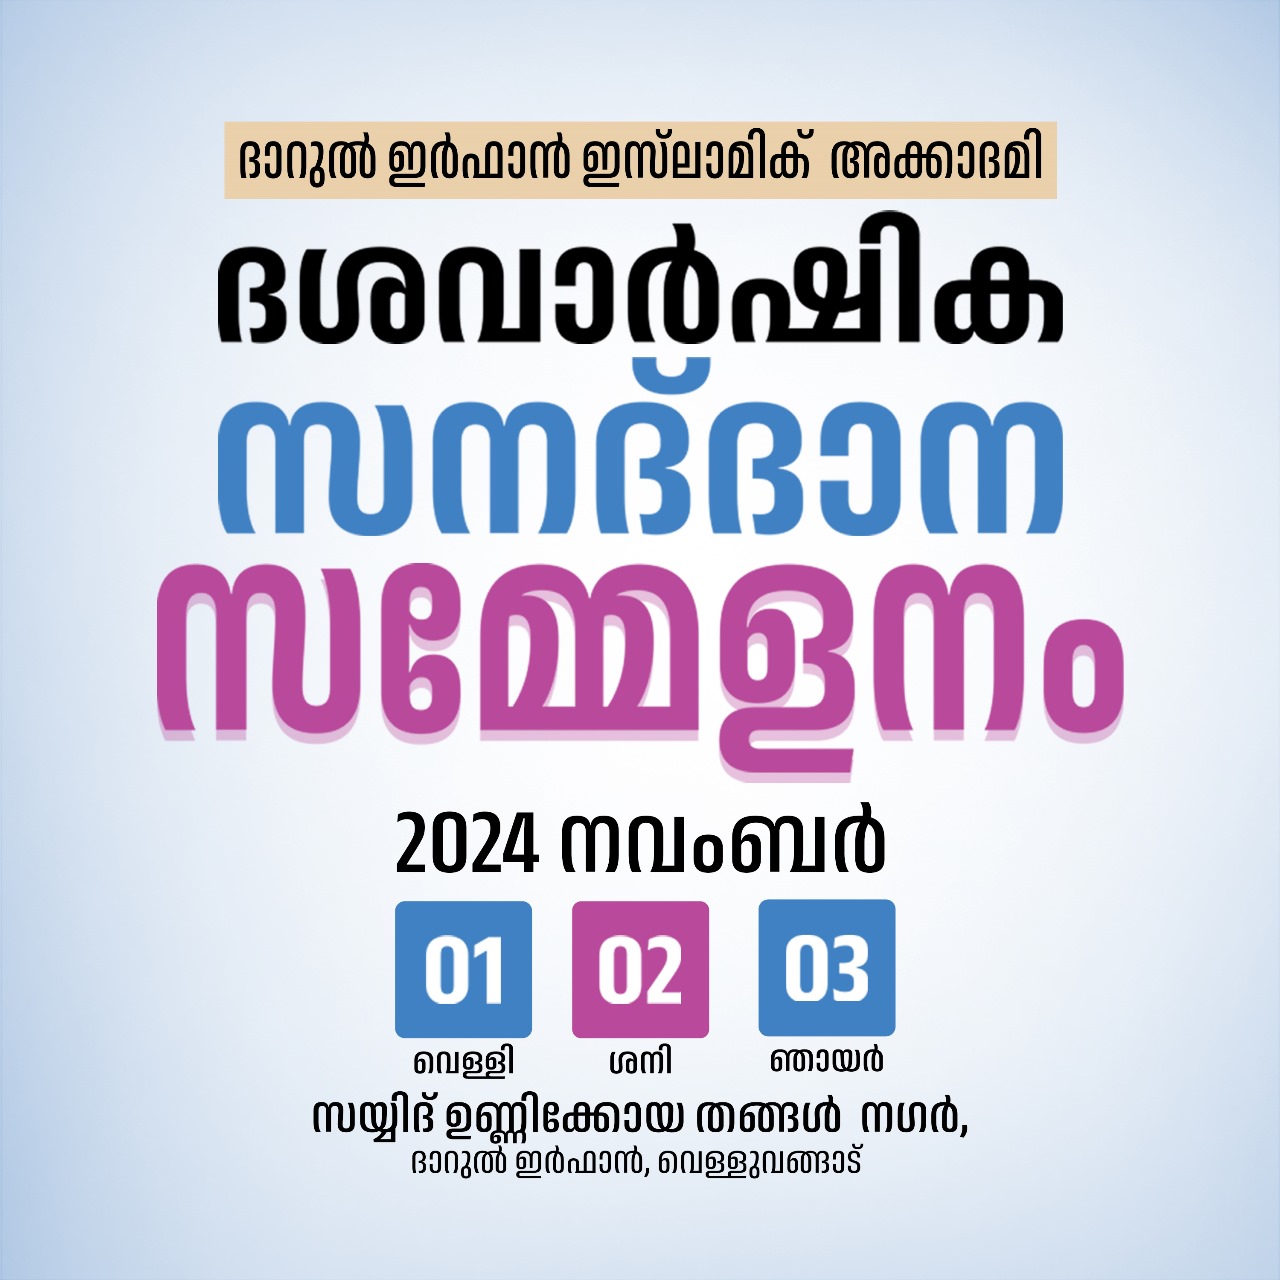 ദാറുൽ ഇർഫാൻ ഇസ്‌ലാമിക് അക്കാദമി
ദശവാർഷിക
സനദ്ദാന
സമ്മേളനം
2024 നവംബർ
01 02 03
വെള്ളി ശനി ഞായർ
സയ്യിദ് ഉണ്ണിക്കോയ തങ്ങൾ നഗർ,
ദാറുൽ ഇർഫാൻ, വെള്ളുവങ്ങാട്